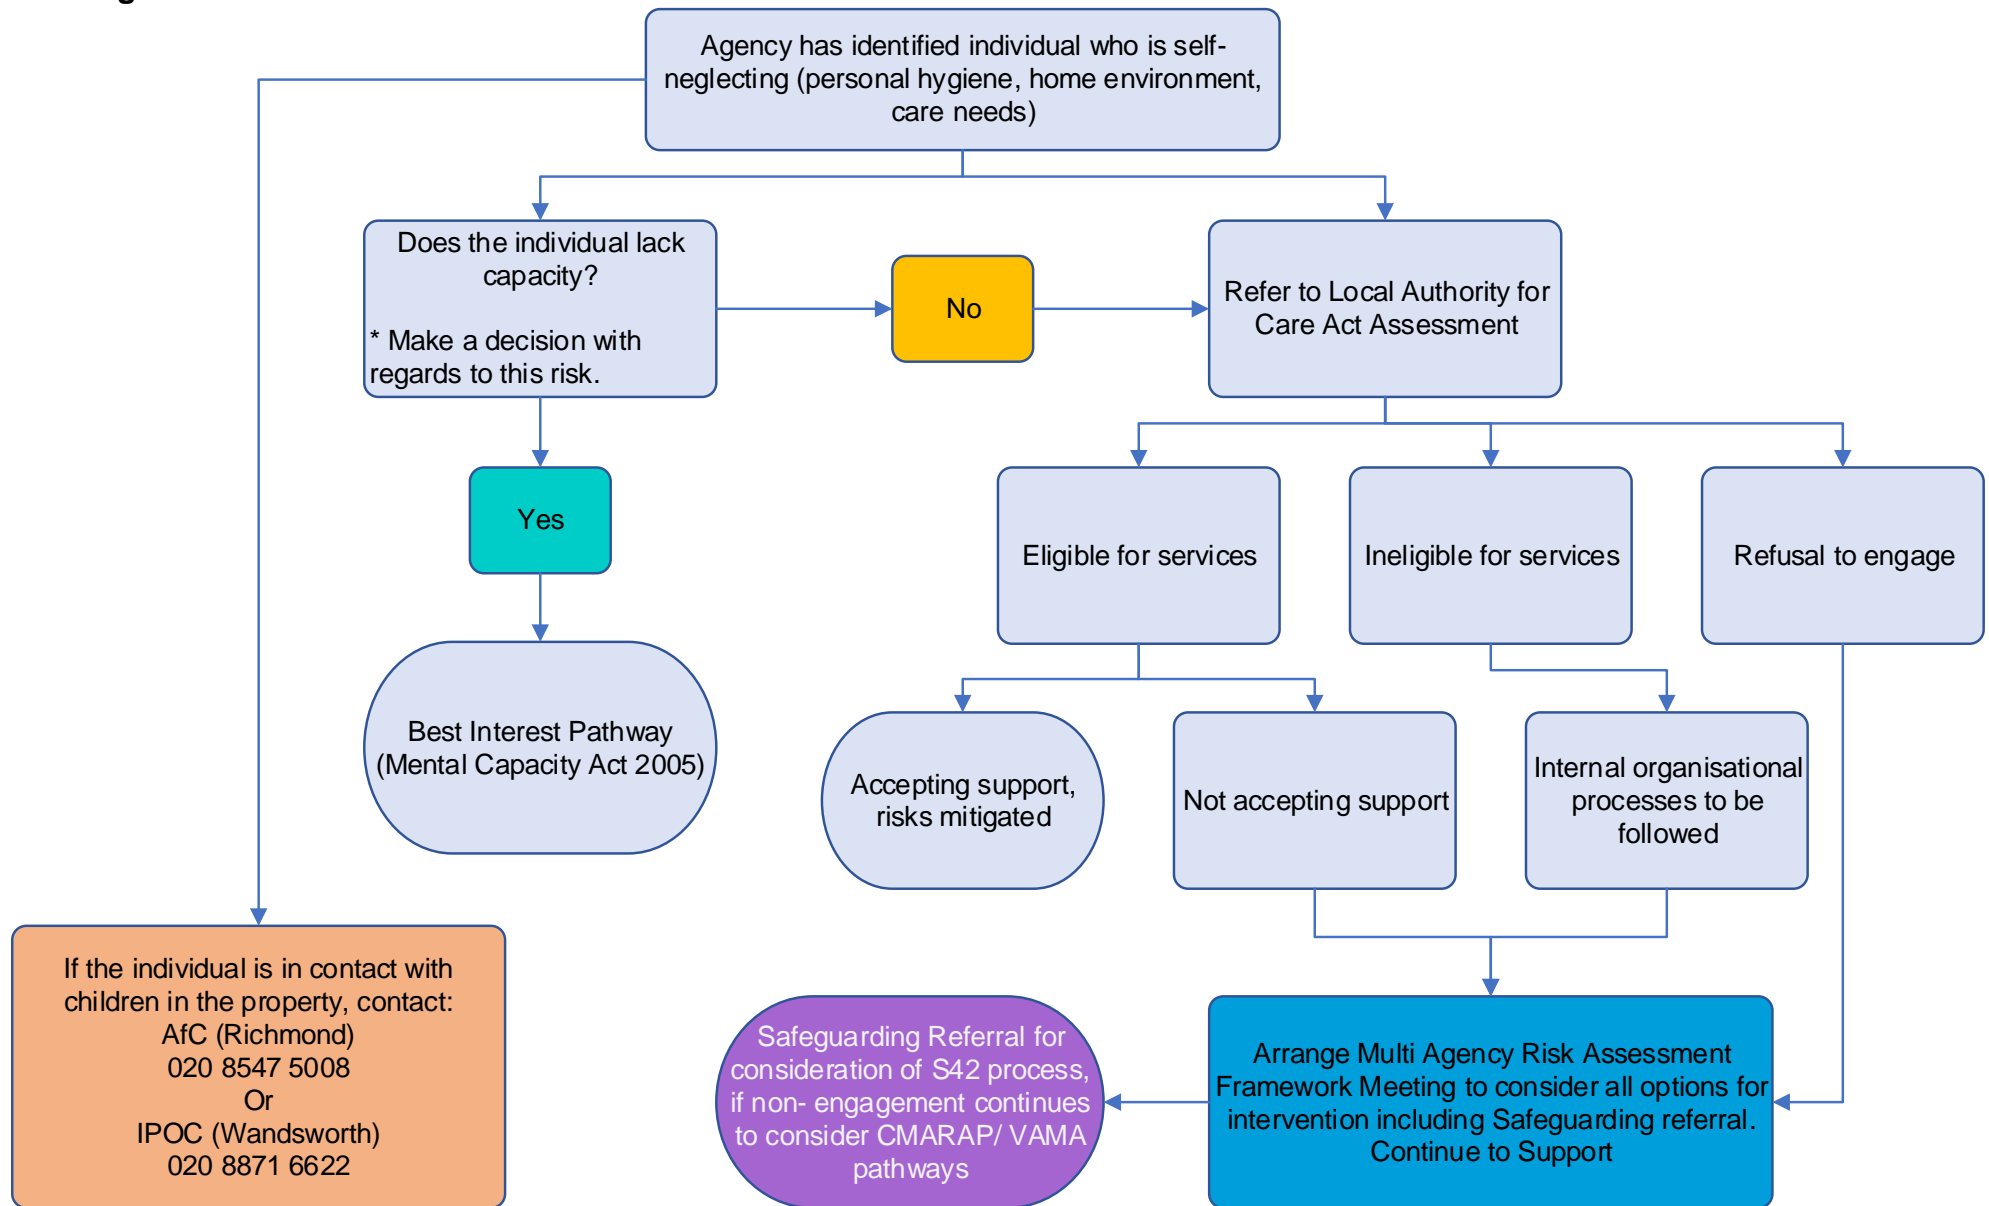 Agency has identified individual who is self-
neglecting (personal hygiene, home environment,
care needs)
Does the individual lack
capacity?
* Make a decision with
regards to this risk.
No
Refer to Local Authority for
Care Act Assessment
Yes
Eligible for services
Ineligible for services
Refusal to engage
Best Interest Pathway
(Mental Capacity Act 2005)
Accepting support,
risks mitigated
Not accepting support
Internal organisational
processes to be
followed
If the individual is in contact with
children in the property, contact:
AfC (Richmond)
020 8547 5008
Or
IPOC (Wandsworth)
020 8871 6622
Safeguarding Referral for
consideration of S42 process,
if non- engagement continues
to consider CMARAP/ VAMA
pathways
Arrange Multi Agency Risk Assessment
Framework Meeting to consider all options for
intervention including Safeguarding referral.
Continue to Support